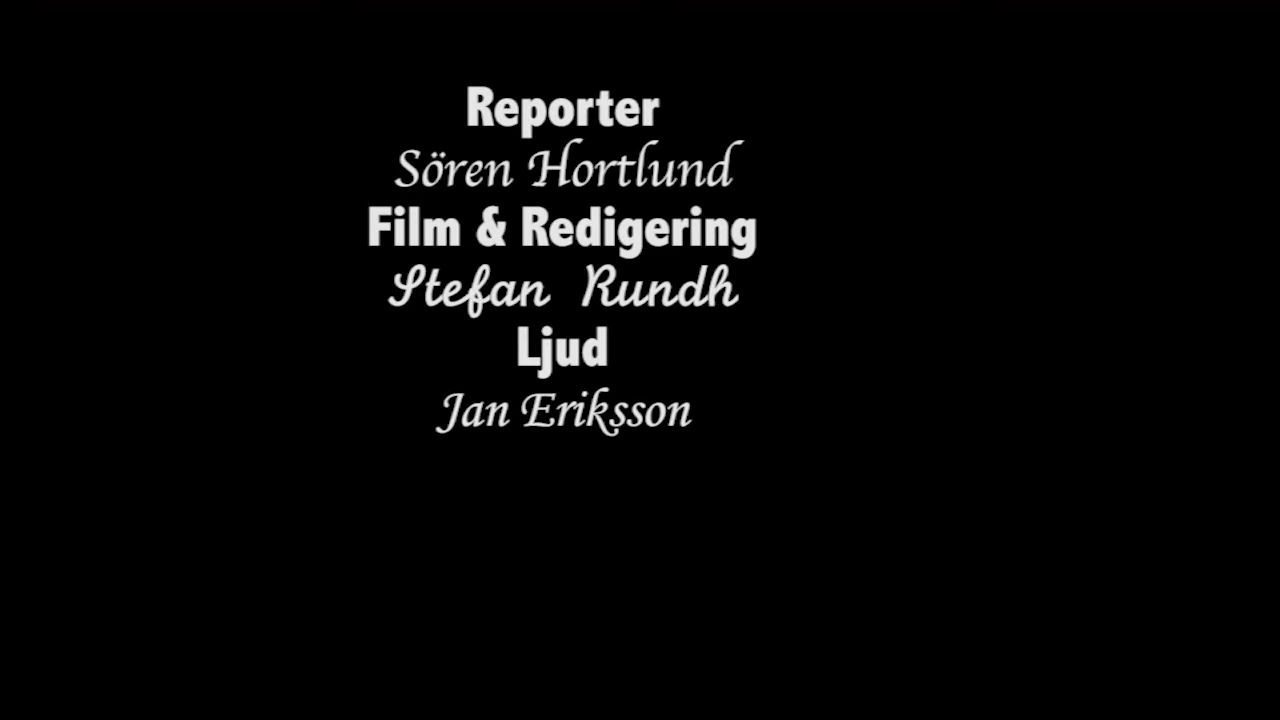 Reporter
Sören Hortlund
Film & Redigering
Stefan Rundh
Ljud
Jan Eriksson